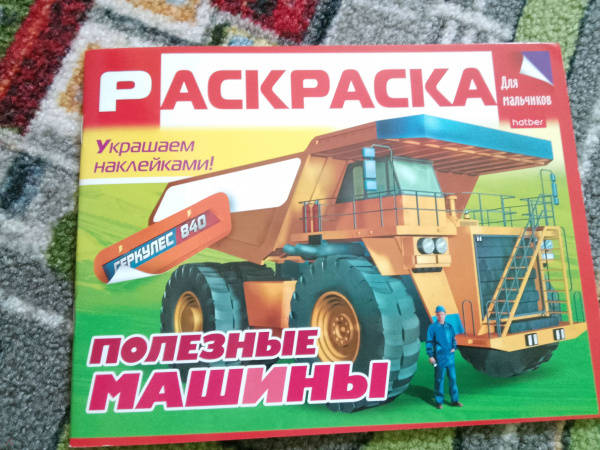 РАСКРАСКА
Для
мальчиков
hatber
Украшаем
наклейками!
ГЕРКУЛЕС 840
ПОЛЕЗНЫЕ
МАШИНЫ